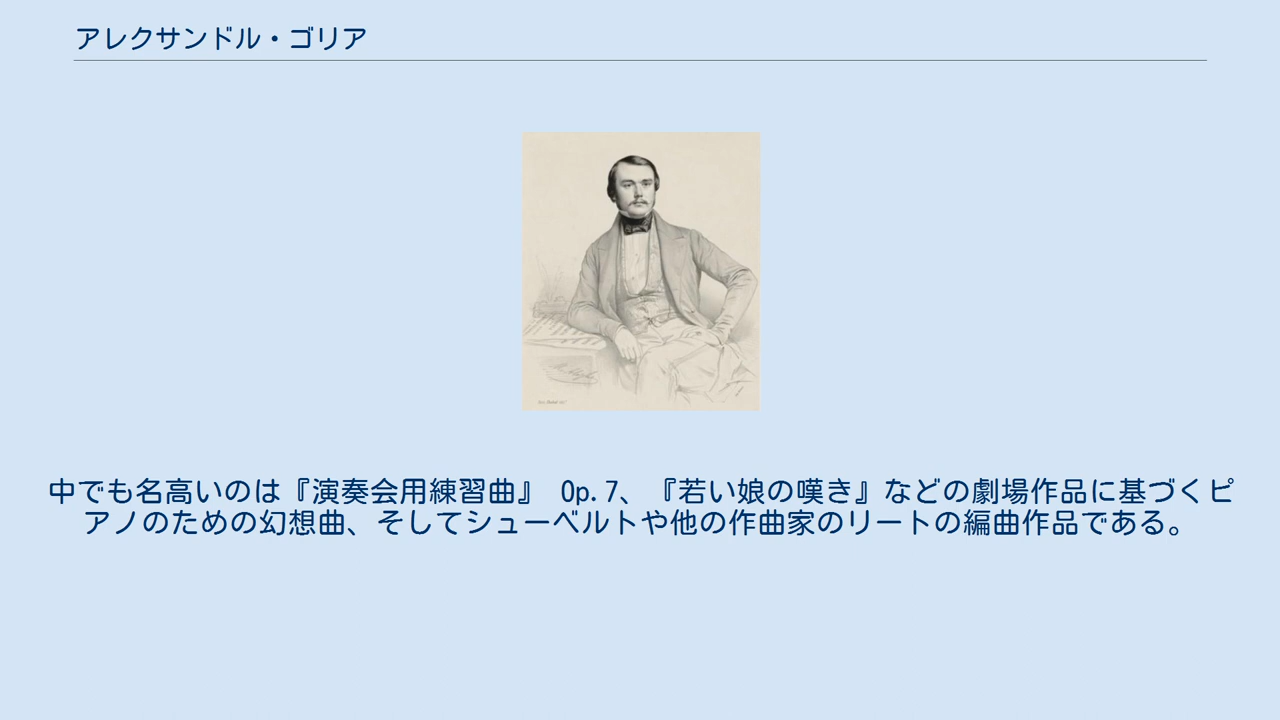 アレクサンドル・ゴリア
中でも名高いのは『演奏会用練習曲』 Op.7、『若い娘の嘆き』などの劇場作品に基づくピ
アノのための幻想曲、そしてシューベルトや他の作曲家のリートの編曲作品である。